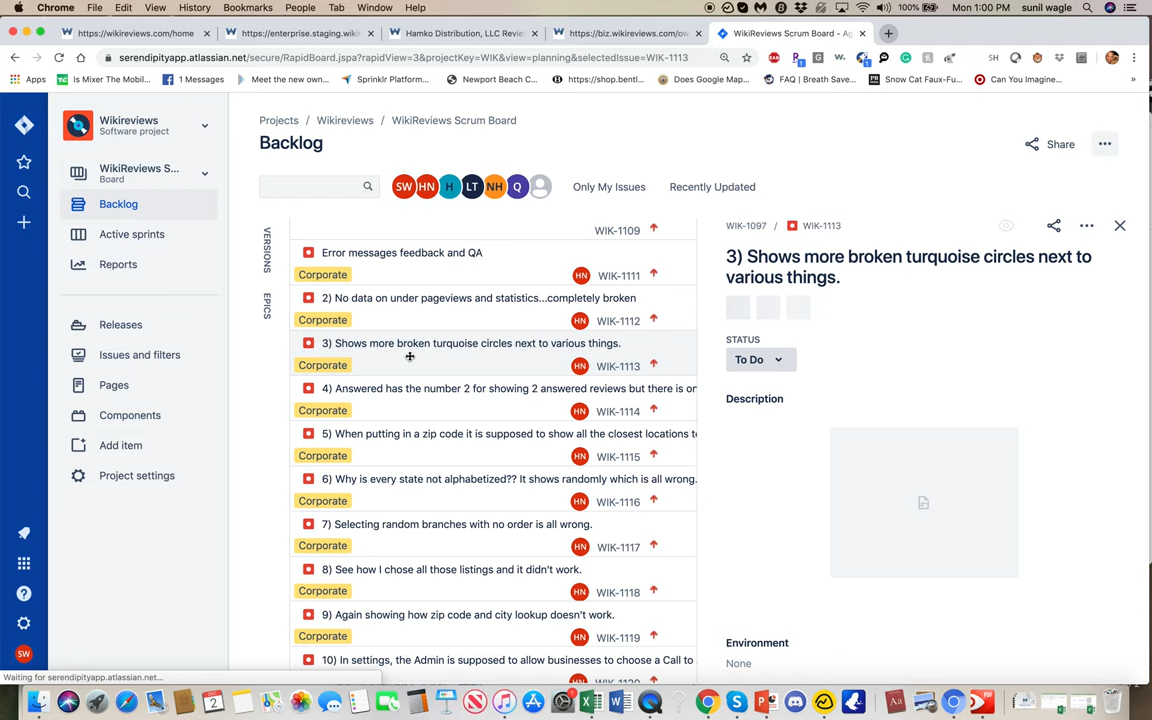 Chrome File Edit View History Bookmarks People Tab Window Help 100% Mon 1:00 PM sunil wagle
https://wikireviews.com/home
https://enterprise.staging.wiki
Hamko Distribution, LLC Revie
https://biz.wikireviews.com/ow
WikiReviews Scrum Board - Ag
serendipityapp.atlassian.net/secure/RapidBoard.jspa?rapidView=3&projectKey=WIK&view=planning&selectedIssue=WIK-1113
Apps
Is Mixer The Mobil...
1 Messages
Meet the new own...
Sprinklr Platform...
Newport Beach C...
https://shop.bentl...
Does Google Map...
FAQ | Breath Save...
Snow Cat Faux-Fu...
Can You Imagine...
Wikireviews
Software project
WikiReviews S...
Board
Backlog
Active sprints
Reports
Releases
Issues and filters
Pages
Components
Add item
Project settings
SW
Projects / Wikireviews / WikiReviews Scrum Board
Backlog
Share
SW HN H LT NH Q
Only My Issues
Recently Updated
VERSIONS
EPICS
WIK-1109
Error messages feedback and QA
Corporate HN WIK-1111
2) No data on under pageviews and statistics...completely broken
Corporate HN WIK-1112
3) Shows more broken turquoise circles next to various things.
Corporate HN WIK-1113
4) Answered has the number 2 for showing 2 answered reviews but there is on
Corporate HN WIK-1114
5) When putting in a zip code it is supposed to show all the closest locations t
Corporate HN WIK-1115
6) Why is every state not alphabetized?? It shows randomly which is all wrong.
Corporate HN WIK-1116
7) Selecting random branches with no order is all wrong.
Corporate HN WIK-1117
8) See how I chose all those listings and it didn't work.
Corporate HN WIK-1118
9) Again showing how zip code and city lookup doesn't work.
Corporate HN WIK-1119
10) In settings, the Admin is supposed to allow businesses to choose a Call to
WIK-1097 / WIK-1113
3) Shows more broken turquoise circles next to
various things.
STATUS
To Do
Description
Environment
None
Waiting for serendipityapp.atlassian.net...